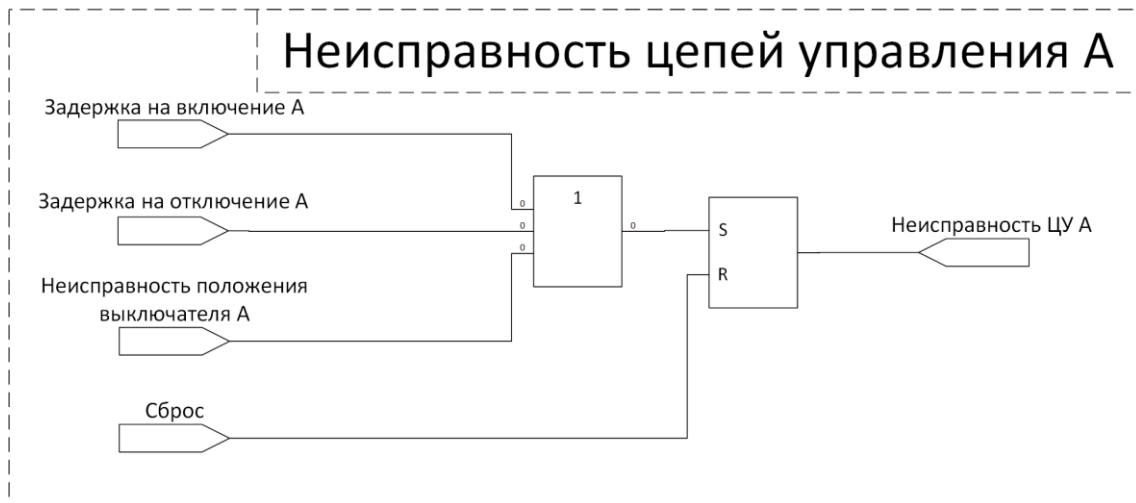 Неисправность цепей управления А
Задержка на включение А
Задержка на отключение А
Неисправность положения
выключателя А
Сброс
0
0
0
1
0
S
R
Неисправность ЦУ А